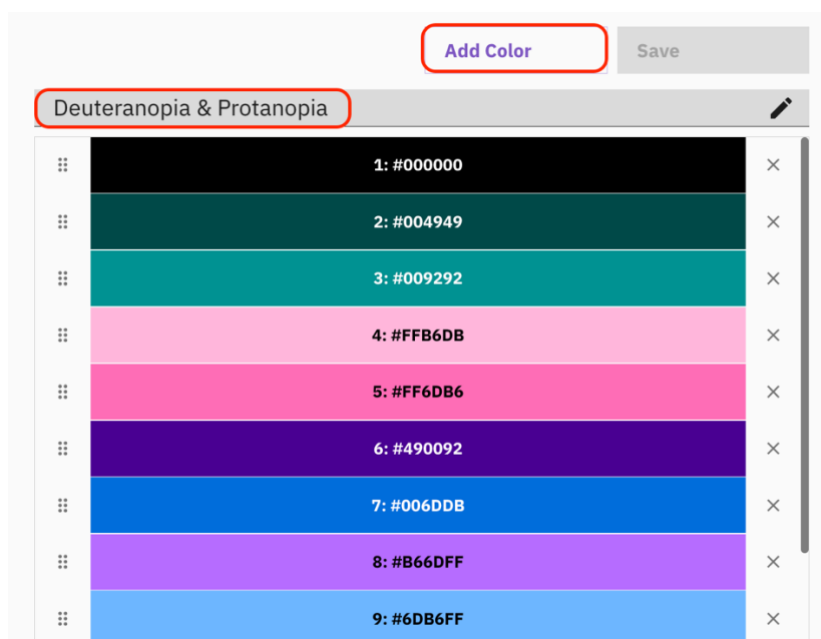 Add Color
Save
Deuteranopia & Protanopia
1: #000000
2: #004949
3: #009292
4: #FFB6DB
5: #FF6DB6
6: #490092
7: #006DDB
8: #B66DFF
9: #6DB6FF